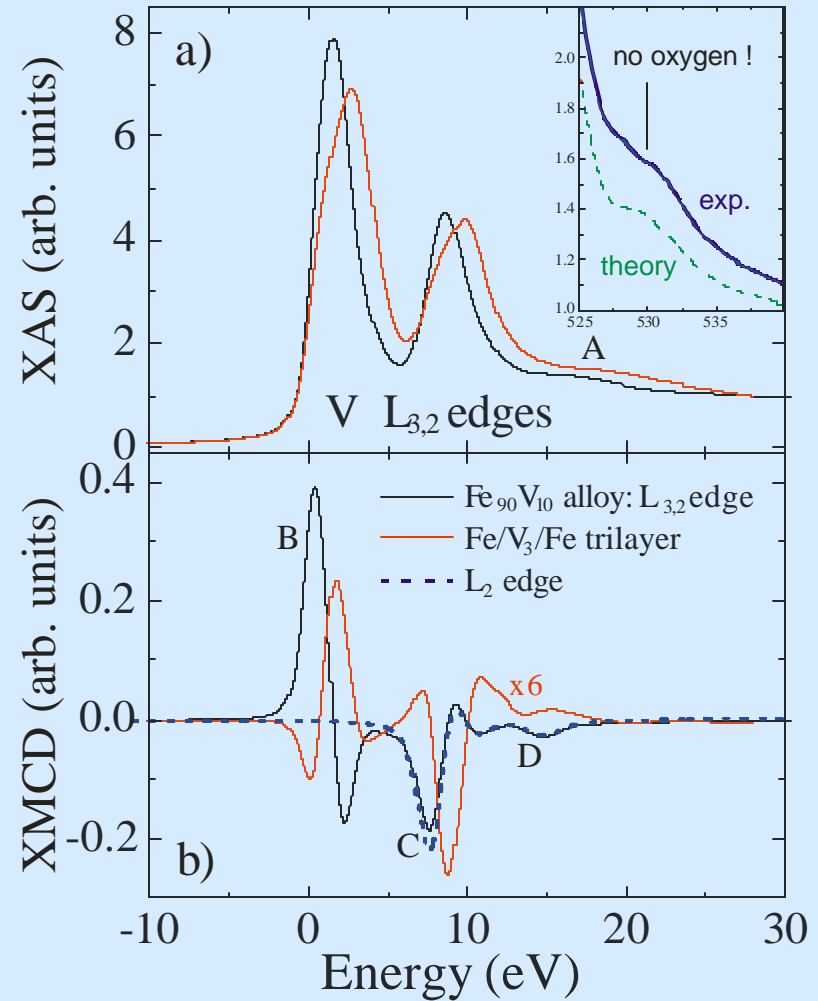 a)
XAS (arb. units)
8
6
4
2
0
no oxygen !
exp.
theory
2.0
1.8
1.6
1.4
1.2
1.0
525 530 535
A
V L3,2 edges
b)
XMCD (arb. units)
0.4
0.2
0.0
-0.2
Fe90V10 alloy: L3,2 edge
Fe/V3/Fe trilayer
L2 edge
B
x6
D
C
-10 0 10 20 30
Energy (eV)